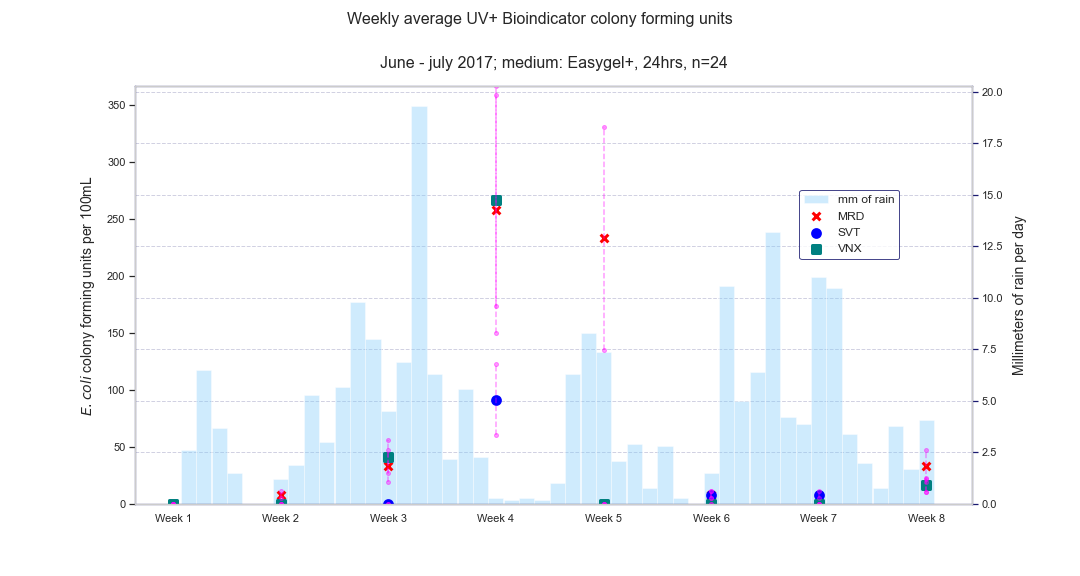 Weekly average UV+ Bioindicator colony forming units
June - july 2017; medium: Easygel+, 24hrs, n=24
E. coli colony forming units per 100mL
350
300
250
200
150
100
50
0
20.0
17.5
15.0
12.5
10.0
7.5
5.0
2.5
0.0
Millimeters of rain per day
mm of rain
MRD
SVT
VNX
Week 1 Week 2 Week 3 Week 4 Week 5 Week 6 Week 7 Week 8